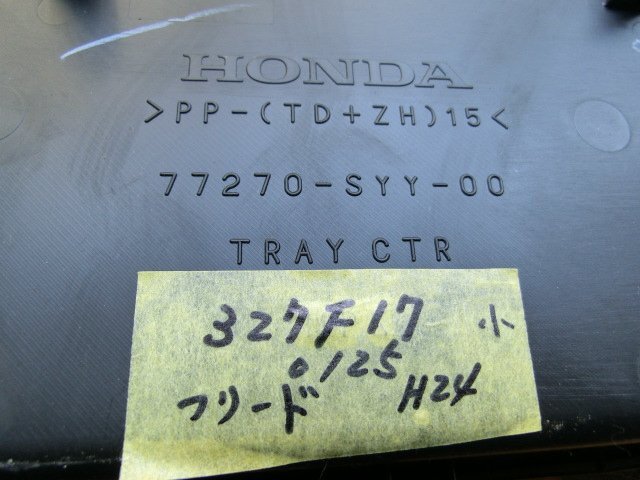 HONDA
>PP-(TD+ZH)15<
77270-SYY-00
TRAY CTR
327F17 小
0125
フリード H24